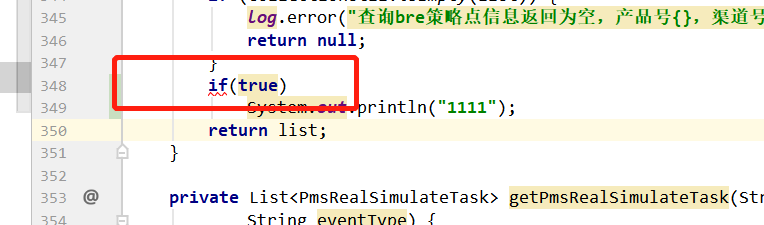 345 log.error("查询bre策略点信息返回为空，产品号{}，渠道号
346 return null;
347 }
348 if(true)
349 System.out.println("1111");
350 return list;
351 }
352
353 @ private List<PmsRealSimulateTask> getPmsRealSimulateTask(Str
354 String eventType) {